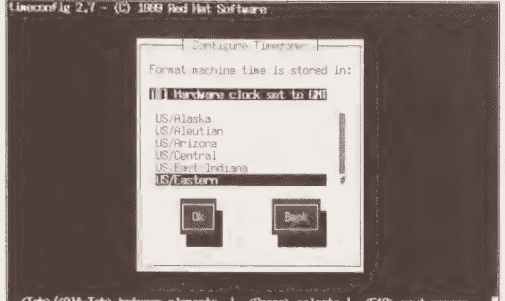 timeconfig 2.7 - (C) 1999 Red Hat Software
Configure Timezones
Format machine time is stored in:
[ ] Hardware clock set to GMT
US/Alaska
US/Aleutian
US/Arizona
US/Central
US/East Indiana
US/Eastern
Ok
Back